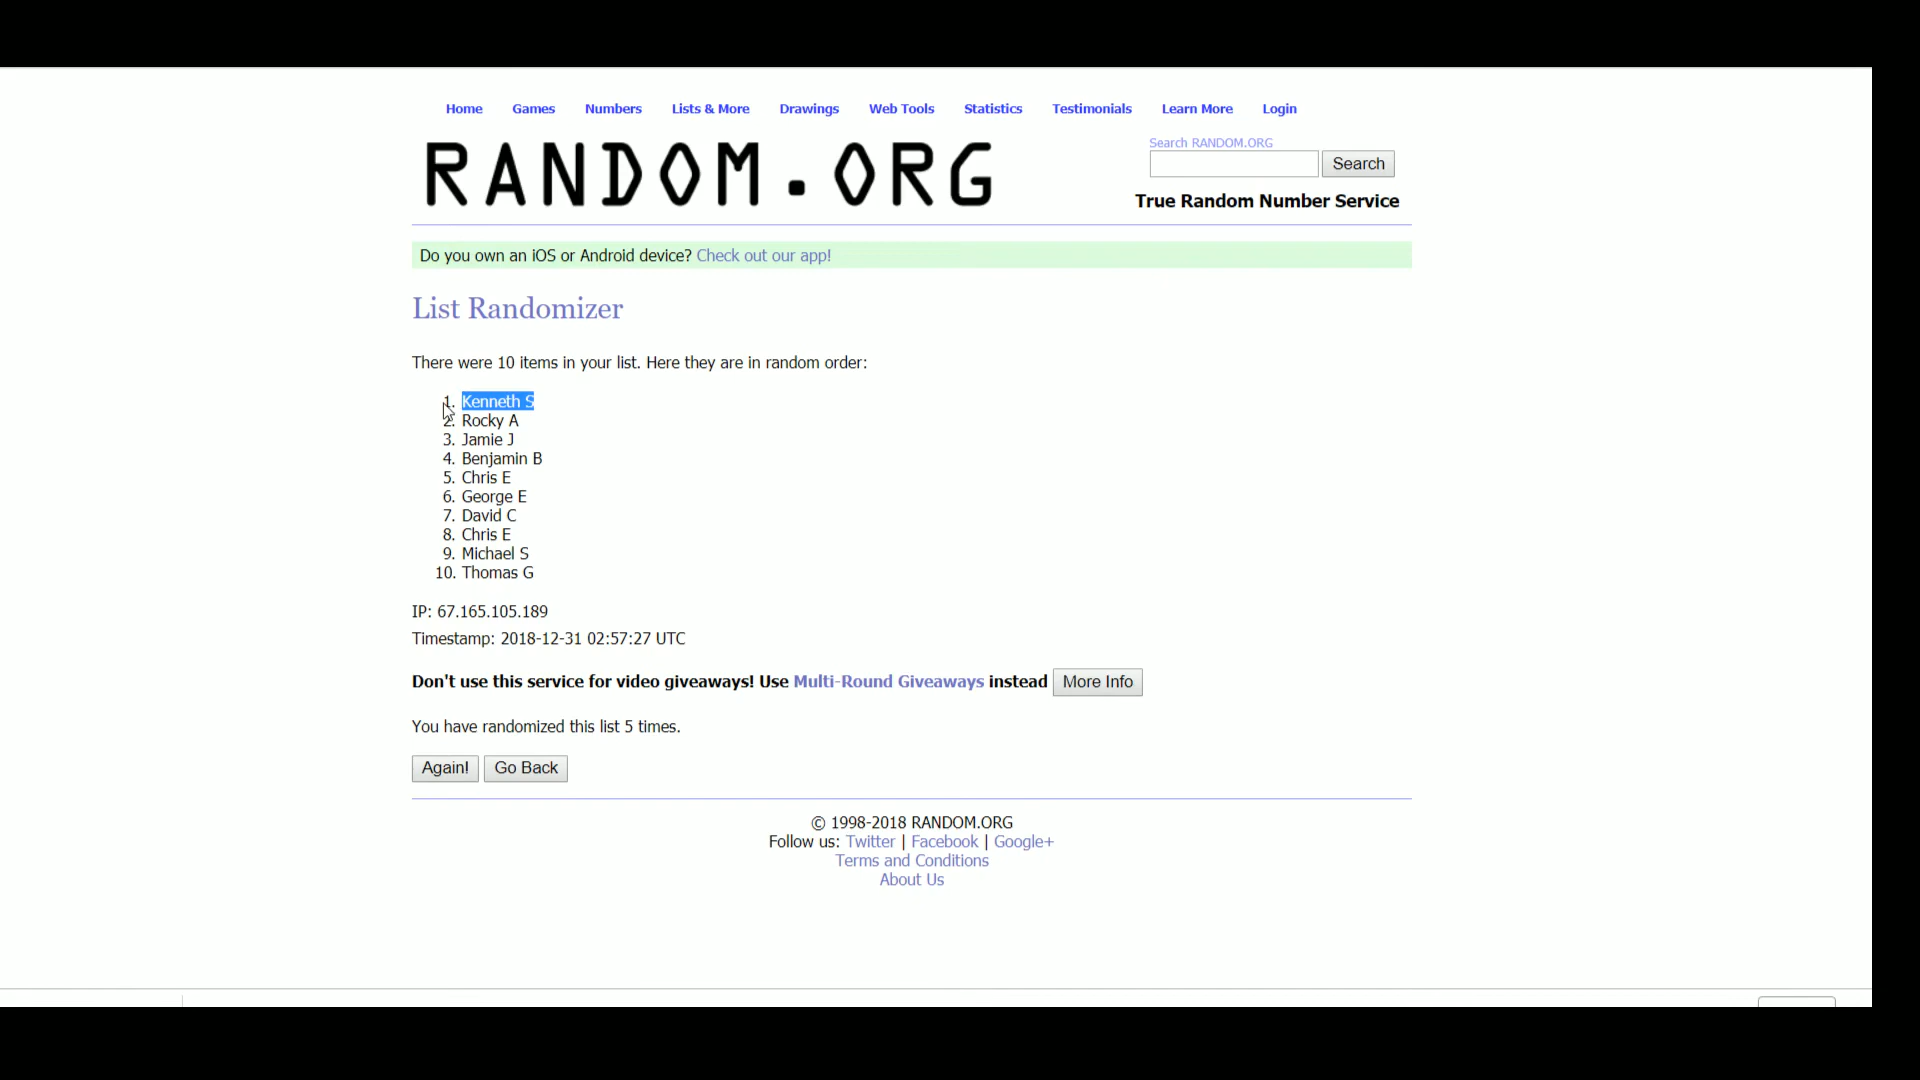 Home Games Numbers Lists & More Drawings Web Tools Statistics Testimonials Learn More Login
RANDOM.ORG
Search RANDOM.ORG
Search
True Random Number Service
Do you own an iOS or Android device? Check out our app!
List Randomizer
There were 10 items in your list. Here they are in random order:
1. Kenneth S
2. Rocky A
3. Jamie J
4. Benjamin B
5. Chris E
6. George E
7. David C
8. Chris E
9. Michael S
10. Thomas G
IP: 67.165.105.189
Timestamp: 2018-12-31 02:57:27 UTC
Don't use this service for video giveaways! Use Multi-Round Giveaways instead More Info
You have randomized this list 5 times.
Again! Go Back
© 1998-2018 RANDOM.ORG
Follow us: Twitter | Facebook | Google+
Terms and Conditions
About Us